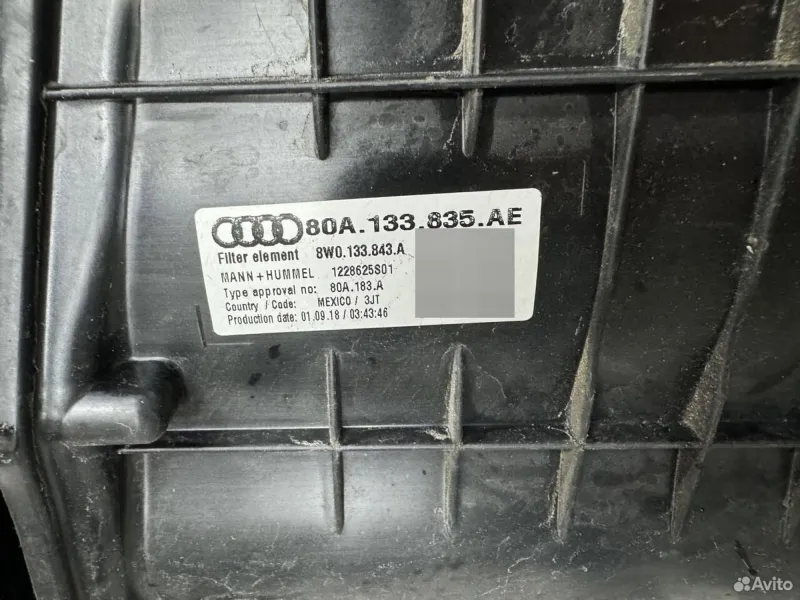 80A.133.835.AE
Filter element 8W0.133.843.A
MANN+HUMMEL 1228625S01
Type approval no: 80A.183.A
Country / Code: MEXICO / 3JT
Production date: 01.09.18 / 03:43:46
Avito